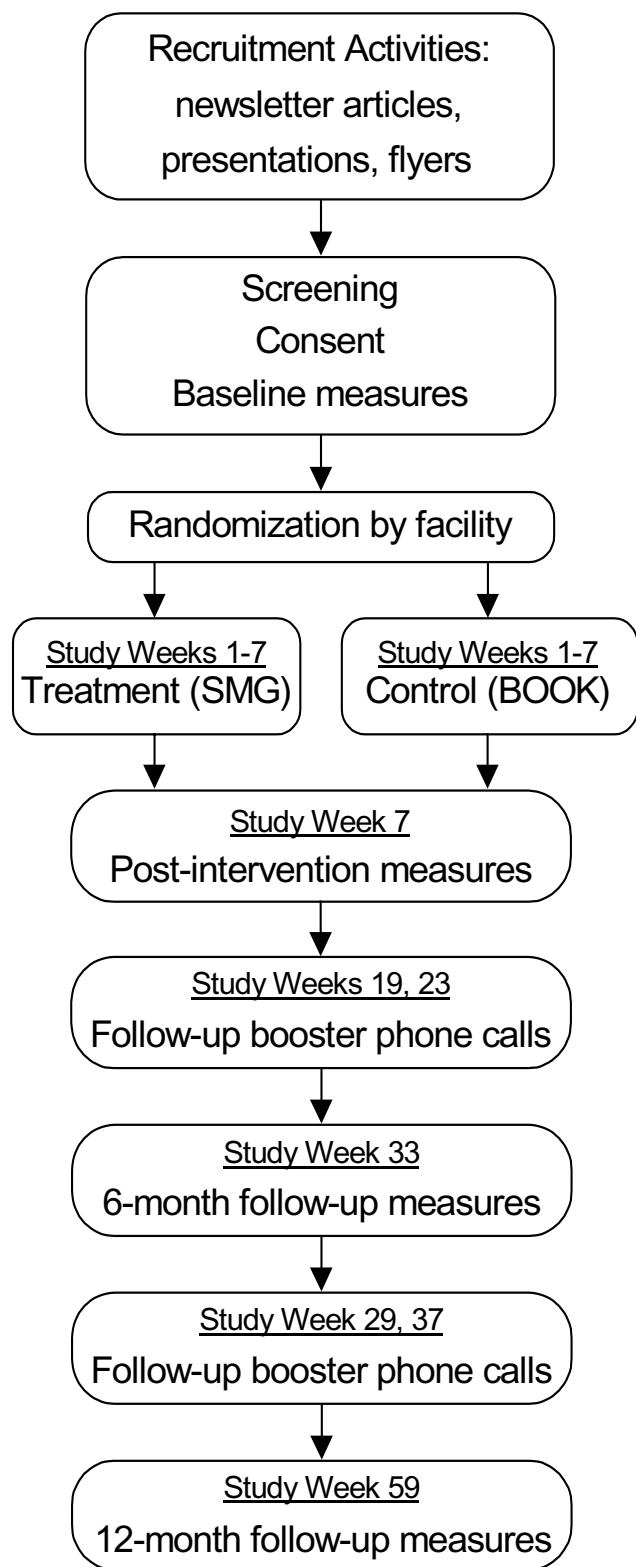 Recruitment Activities:
newsletter articles,
presentations, flyers
Screening
Consent
Baseline measures
Randomization by facility
Study Weeks 1-7
Treatment (SMG)
Study Weeks 1-7
Control (BOOK)
Study Week 7
Post-intervention measures
Study Weeks 19, 23
Follow-up booster phone calls
Study Week 33
6-month follow-up measures
Study Week 29, 37
Follow-up booster phone calls
Study Week 59
12-month follow-up measures